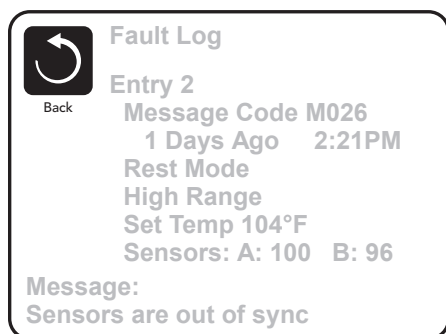 Fault Log
Back
Entry 2
Message Code M026
1 Days Ago 2:21PM
Rest Mode
High Range
Set Temp 104°F
Sensors: A: 100 B: 96
Message:
Sensors are out of sync